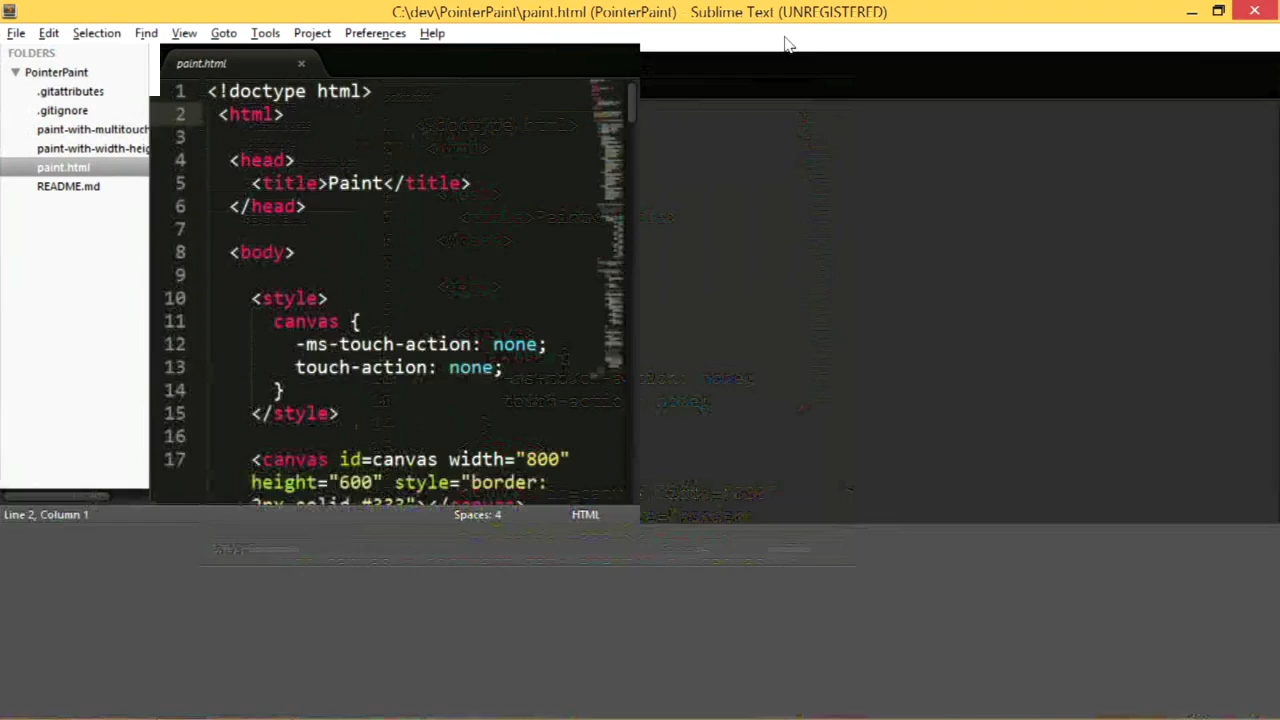 C:\dev\PointerPaint\paint.html (PointerPaint) - Sublime Text (UNREGISTERED)
File Edit Selection Find View Goto Tools Project Preferences Help
FOLDERS
PointerPaint
.gitattributes
.gitignore
paint-with-multitouch
paint-with-width-heig
paint.html
README.md
paint.html
1 <!doctype html>
2 <html>
3
4 <head>
5 <title>Paint</title>
6 </head>
7
8 <body>
9
10 <style>
11 canvas {
12 -ms-touch-action: none;
13 touch-action: none;
14 }
15 </style>
16
17 <canvas id=canvas width="800"
height="600" style="border:
2px solid #333"></canvas>
Line 2, Column 1
Spaces: 4
HTML